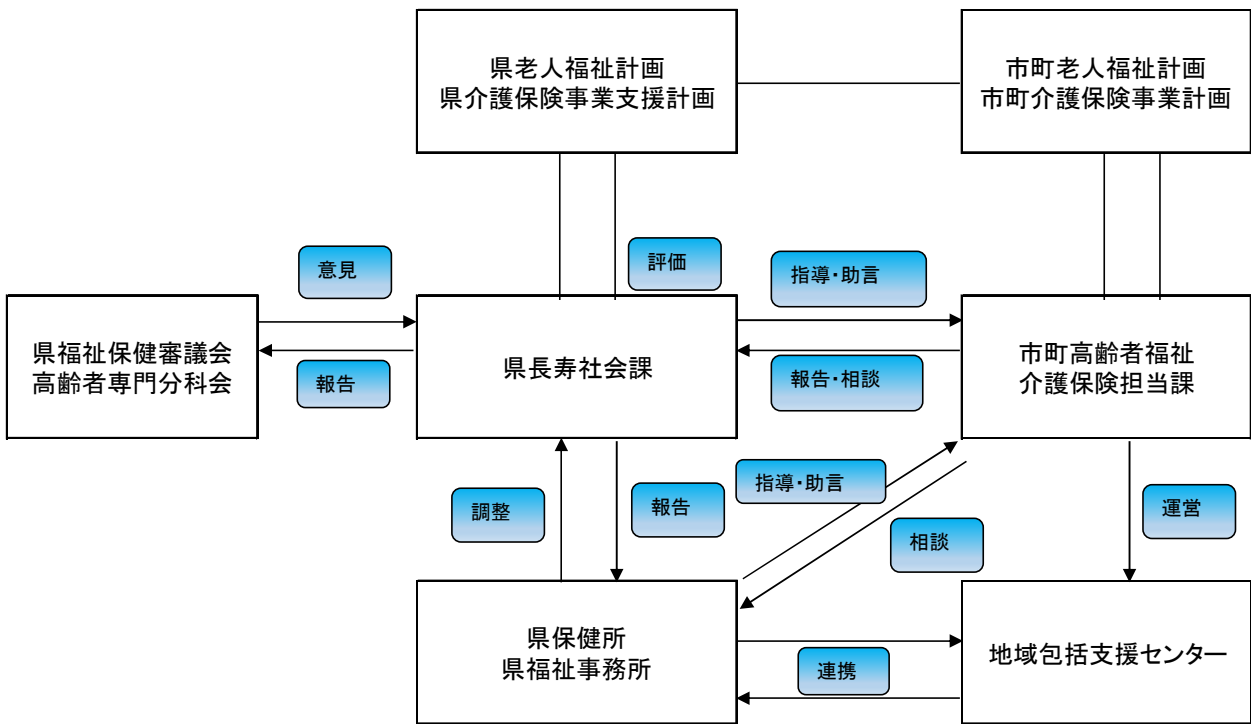 県老人福祉計画
県介護保険事業支援計画
市町老人福祉計画
市町介護保険事業計画
意見
評価
指導・助言
県福祉保健審議会
高齢者専門分科会
県長寿社会課
市町高齢者福祉
介護保険担当課
報告
報告・相談
調整
報告
指導・助言
相談
運営
県保健所
県福祉事務所
連携
地域包括支援センター